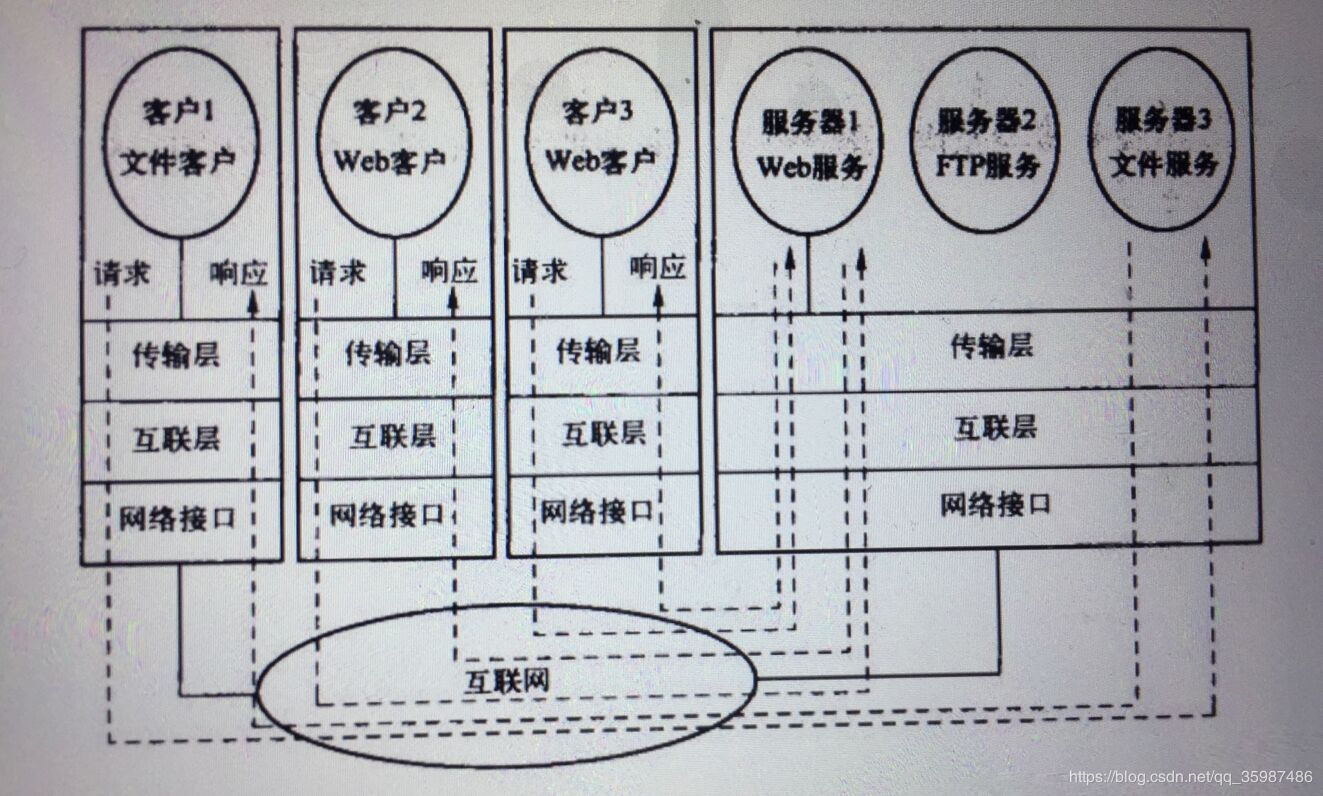 客户1
文件客户
客户2
Web客户
客户3
Web客户
服务器1
Web服务
服务器2
FTP服务
服务器3
文件服务
请求
响应
请求
响应
请求
响应
传输层
传输层
传输层
传输层
互联层
互联层
互联层
互联层
网络接口
网络接口
网络接口
网络接口
互联网
https://blog.csdn.net/qq_35987486